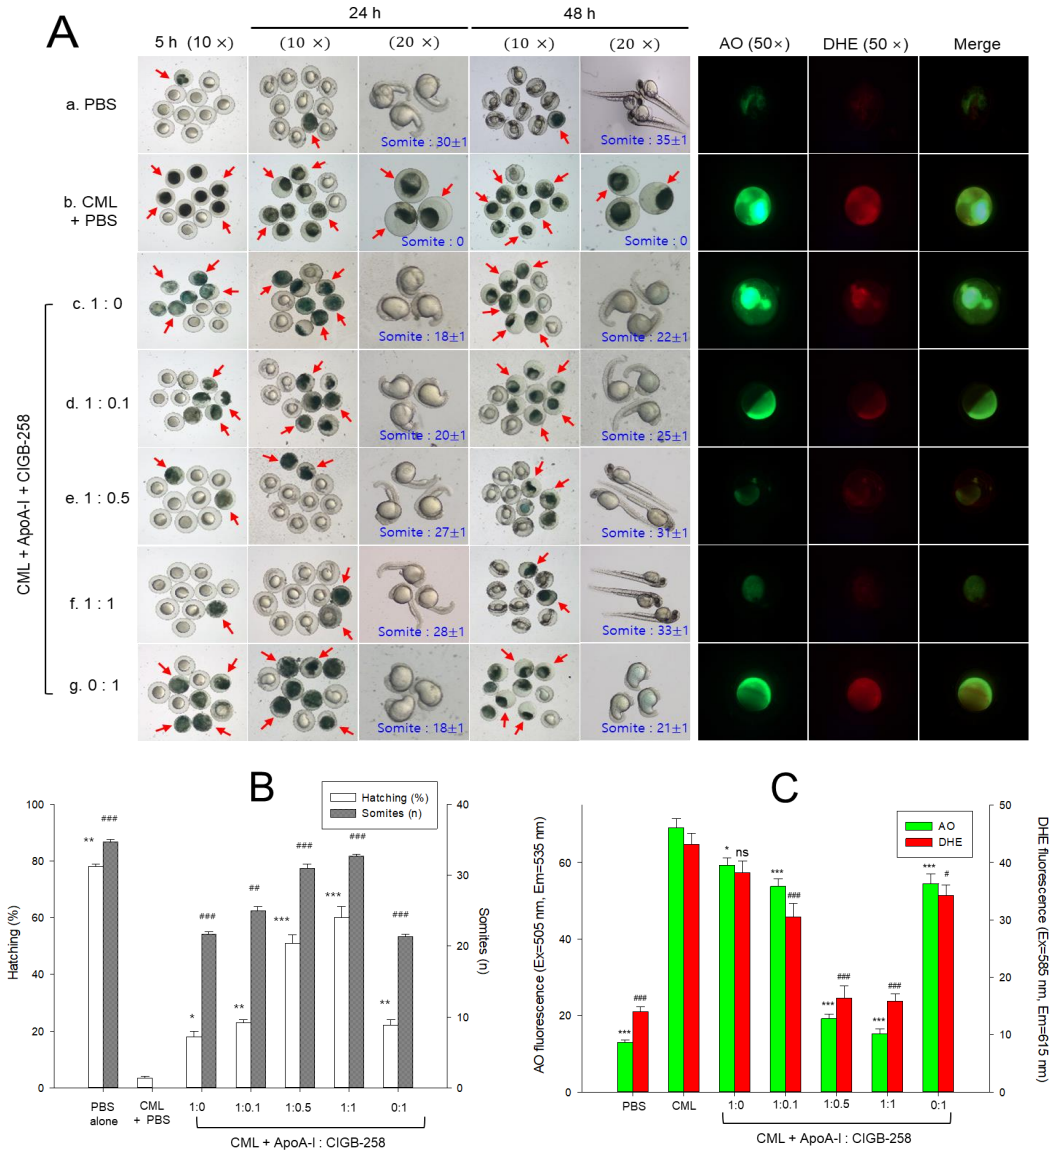 A
24 h
48 h
5 h (10 ×)
(10 ×)
(20 ×)
(10 ×)
(20 ×)
AO (50×)
DHE (50 ×)
Merge
a. PBS
Somite : 30±1
Somite : 35±1
b. CML
+ PBS
Somite : 0
Somite : 0
CML + ApoA-I + CIGB-258
c. 1 : 0
Somite : 18±1
Somite : 22±1
d. 1 : 0.1
Somite : 20±1
Somite : 25±1
e. 1 : 0.5
Somite : 27±1
Somite : 31±1
f. 1 : 1
Somite : 28±1
Somite : 33±1
g. 0 : 1
Somite : 18±1
Somite : 21±1
B
Hatching (%)
Somites (n)
Hatching (%)
100
80
60
40
20
0
Somites (n)
40
30
20
10
0
** ###
* ###
** ##
*** ###
*** ###
** ###
PBS
alone
CML
+ PBS
1:0
1:0.1
1:0.5
1:1
0:1
CML + ApoA-I : CIGB-258
C
AO
DHE
AO fluorescence (Ex=505 nm, Em=535 nm)
60
40
20
0
DHE fluorescence (Ex=585 nm, Em=615 nm)
50
40
30
20
10
0
*** ###
* ns
*** ###
*** ###
*** ###
*** #
PBS
CML
1:0
1:0.1
1:0.5
1:1
0:1
CML + ApoA-I : CIGB-258